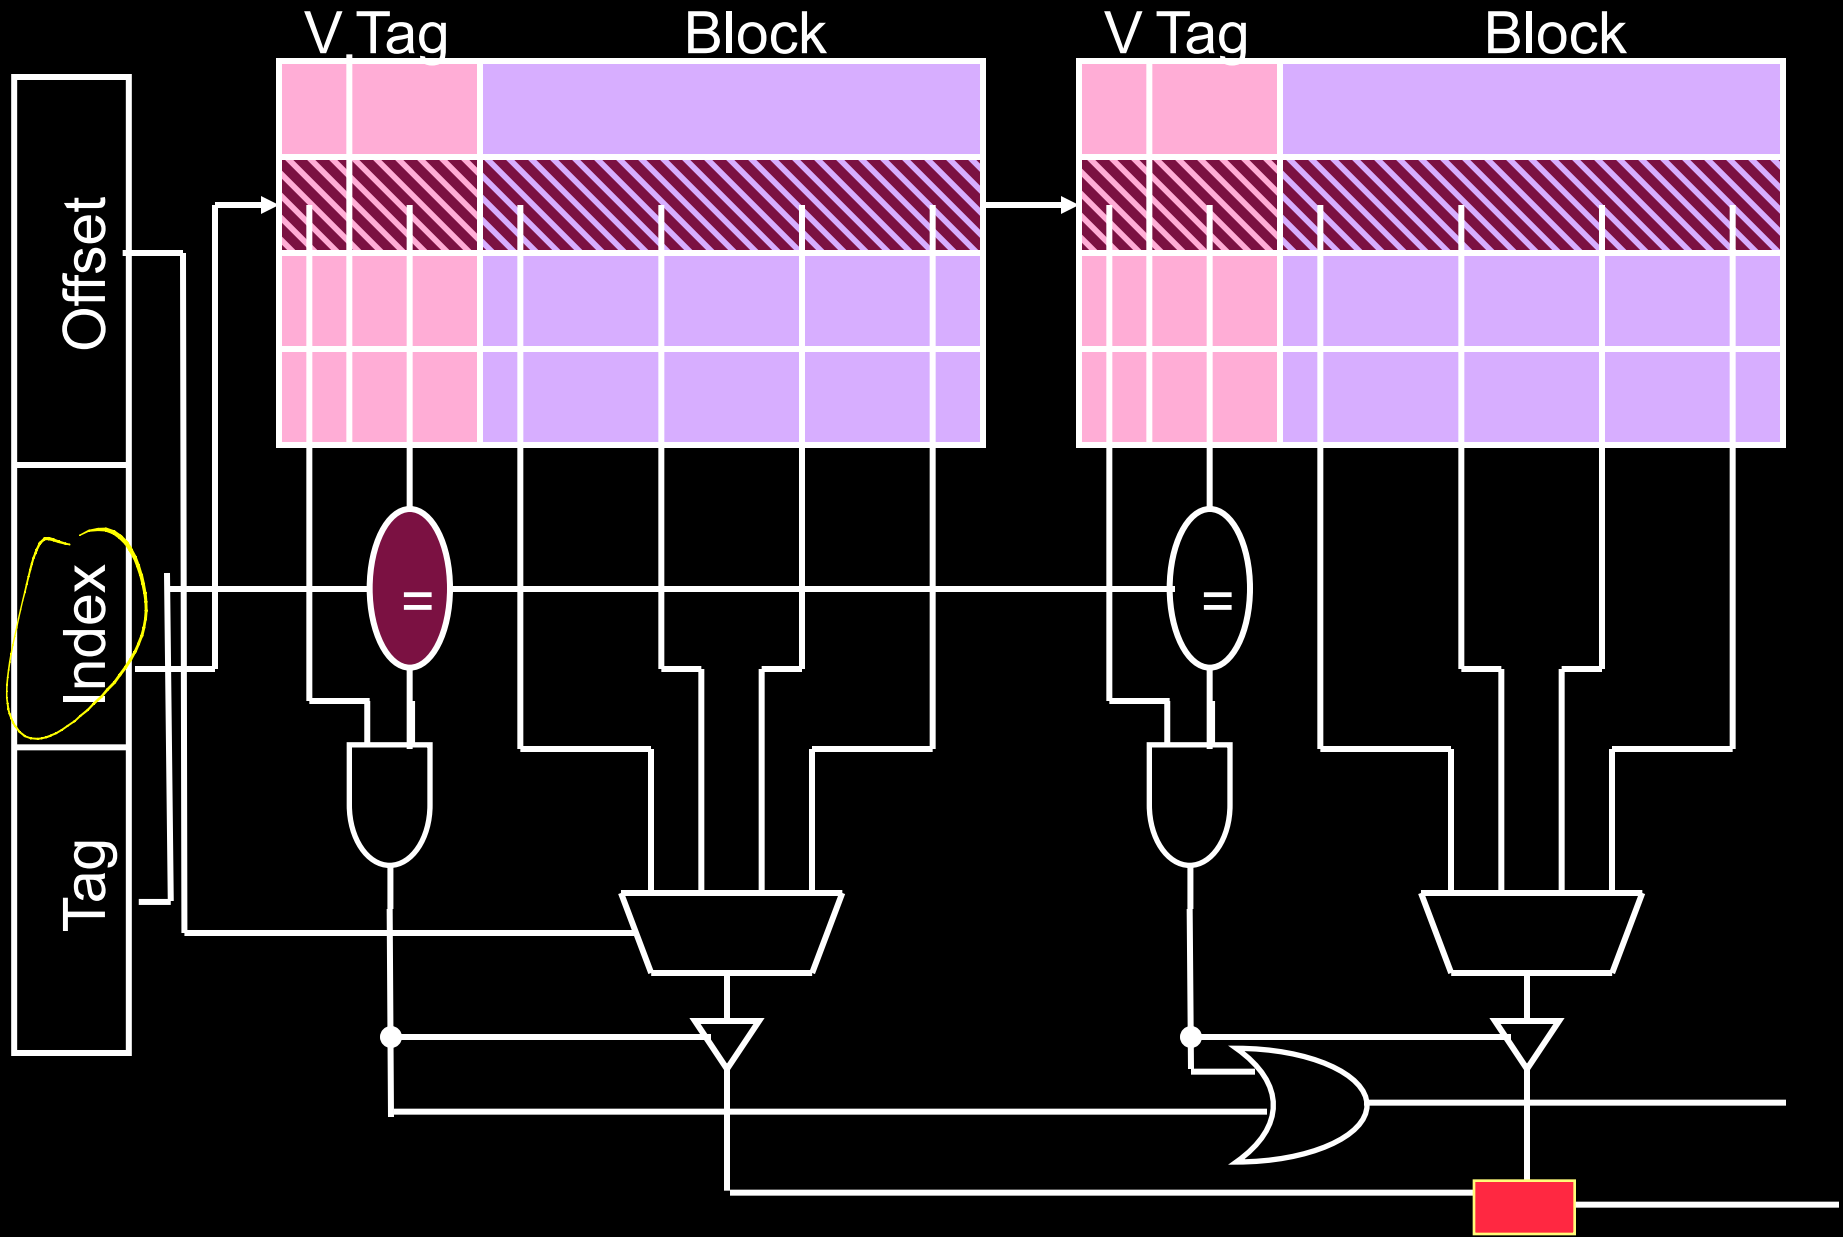 V Tag Block V Tag Block
Offset
Index
Tag
= =